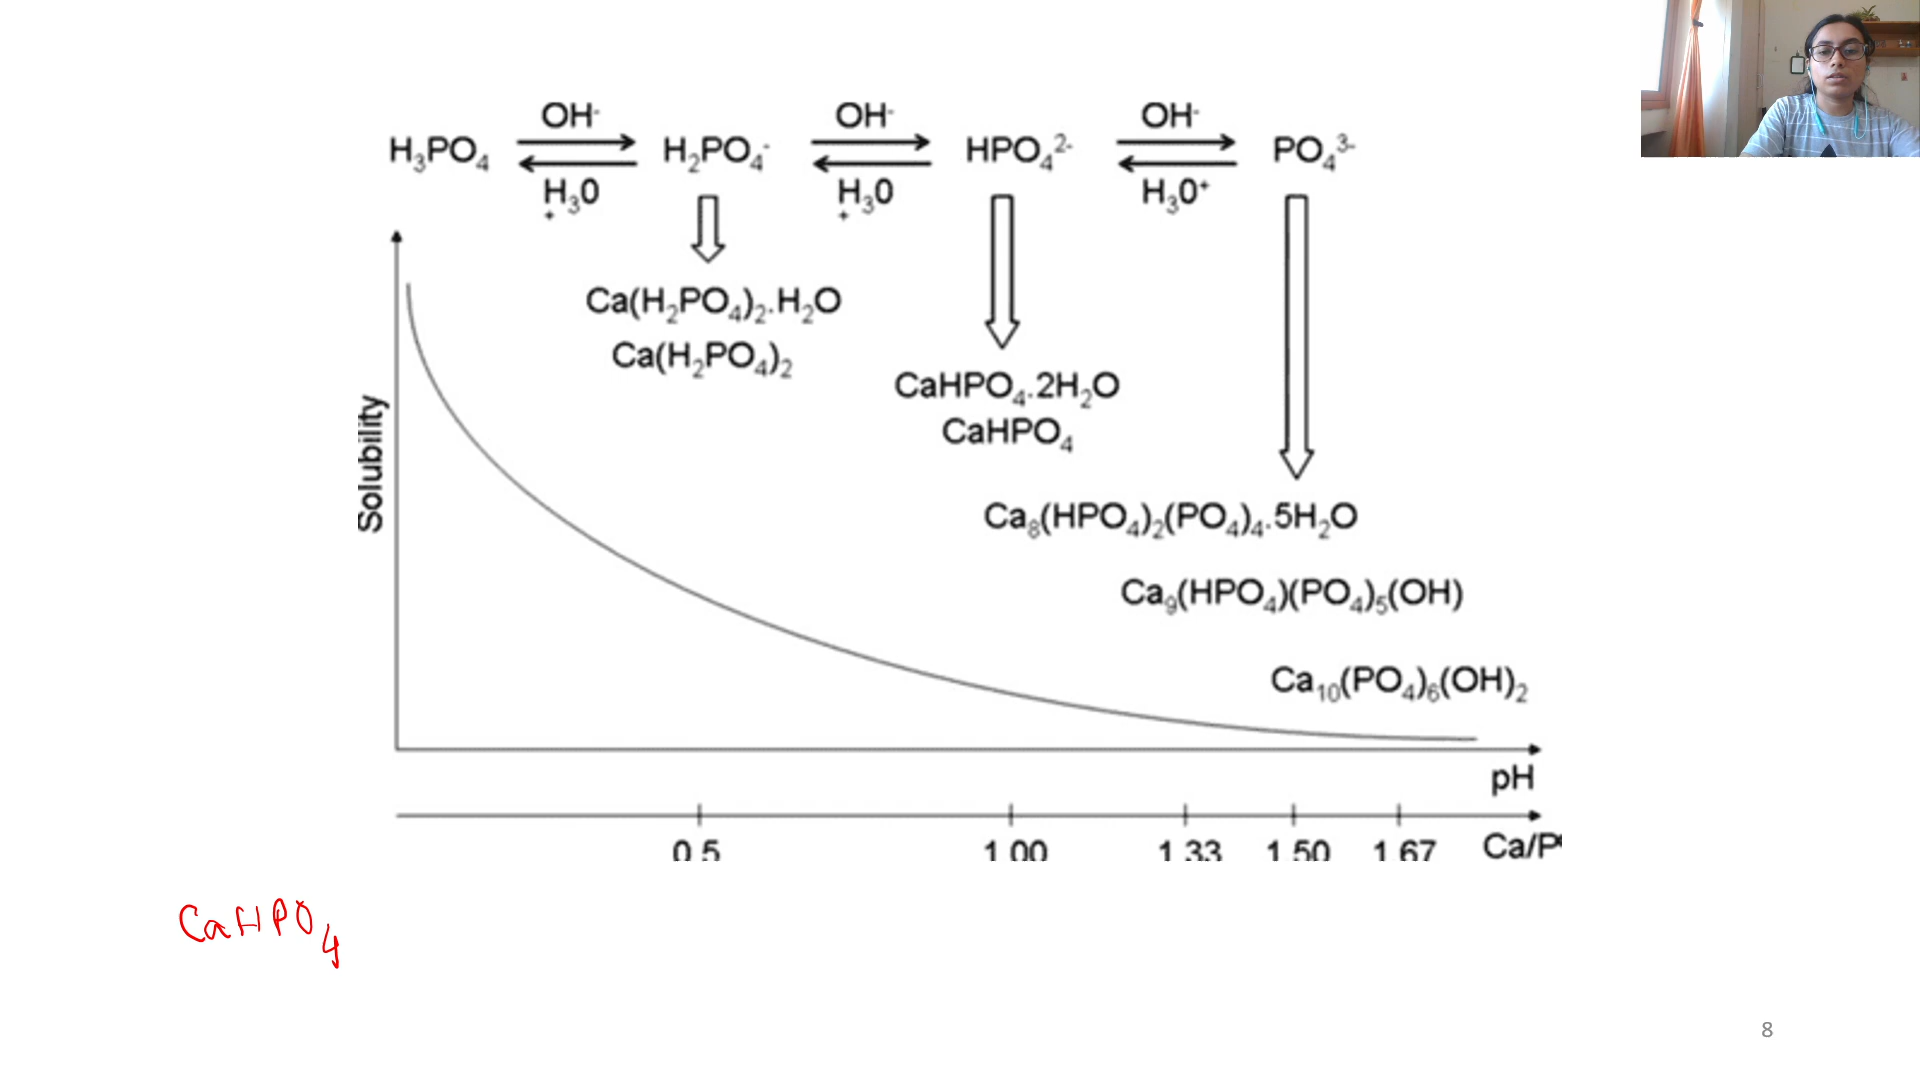 OH- OH- OH-
H3PO4 H2PO4- HPO42- PO43-
H30+ H30+ H30+
Ca(H2PO4)2.H2O
Ca(H2PO4)2
CaHPO4.2H2O
CaHPO4
Ca8(HPO4)2(PO4)4.5H2O
Ca9(HPO4)(PO4)5(OH)
Ca10(PO4)6(OH)2
Solubility
pH
0.5 1.00 1.33 1.50 1.67 Ca/P
CaHPO4
8